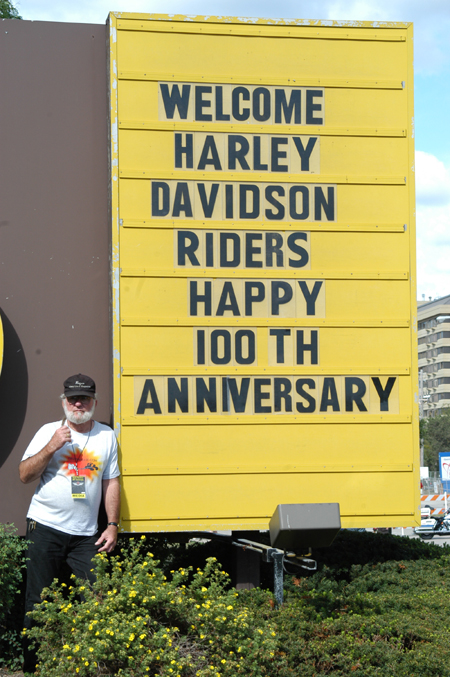 WELCOME
HARLEY
DAVIDSON
RIDERS
HAPPY
100 TH
ANNIVERSARY